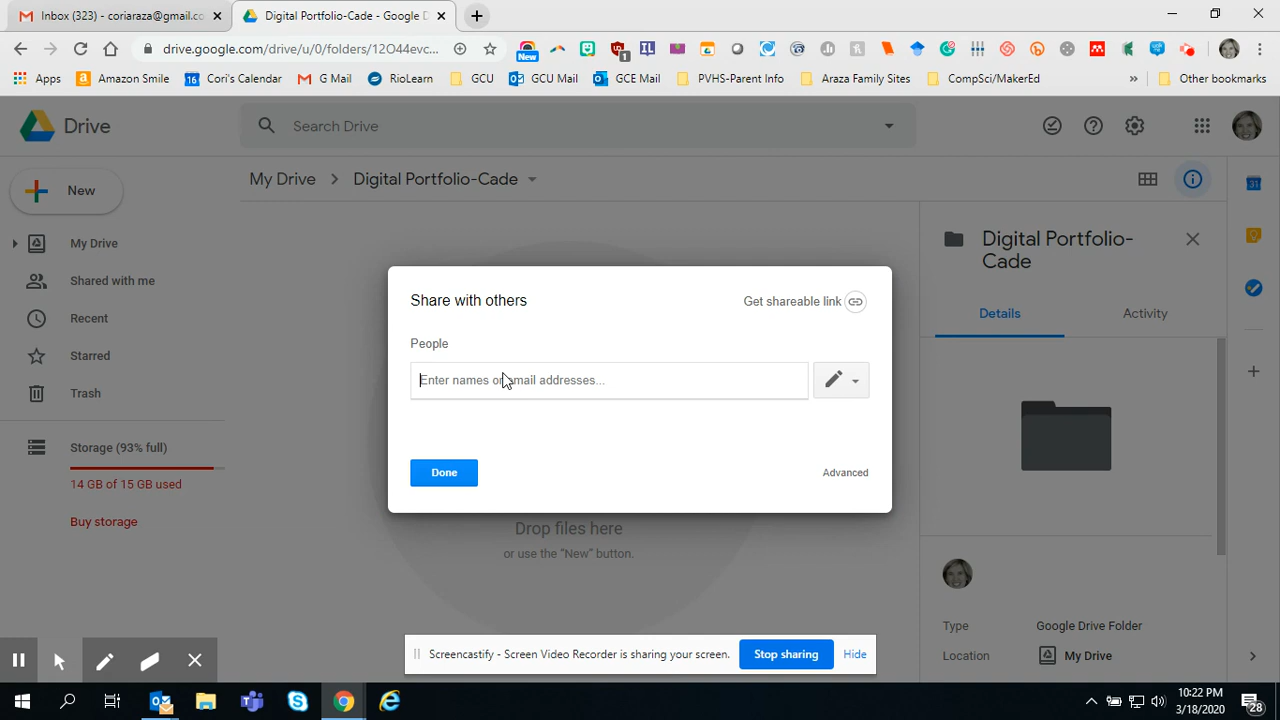 Inbox (323) - coriaraza@gmail.co
Digital Portfolio-Cade - Google D
drive.google.com/drive/u/0/folders/12O44evc...
New
1
Apps
Amazon Smile
16
Cori's Calendar
G Mail
RioLearn
GCU
GCU Mail
GCE Mail
PVHS-Parent Info
Araza Family Sites
CompSci/MakerEd
»
Other bookmarks
Drive
Search Drive
New
My Drive
Digital Portfolio-Cade
My Drive
Shared with me
Recent
Starred
Trash
Storage (93% full)
14 GB of 15 GB used
Buy storage
Share with others
Get shareable link
People
Enter names or email addresses...
Done
Advanced
Drop files here
or use the "New" button.
Digital Portfolio-
Cade
Details
Activity
Type
Google Drive Folder
Location
My Drive
31
Screencastify - Screen Video Recorder is sharing your screen.
Stop sharing
Hide
10:22 PM
3/18/2020
28